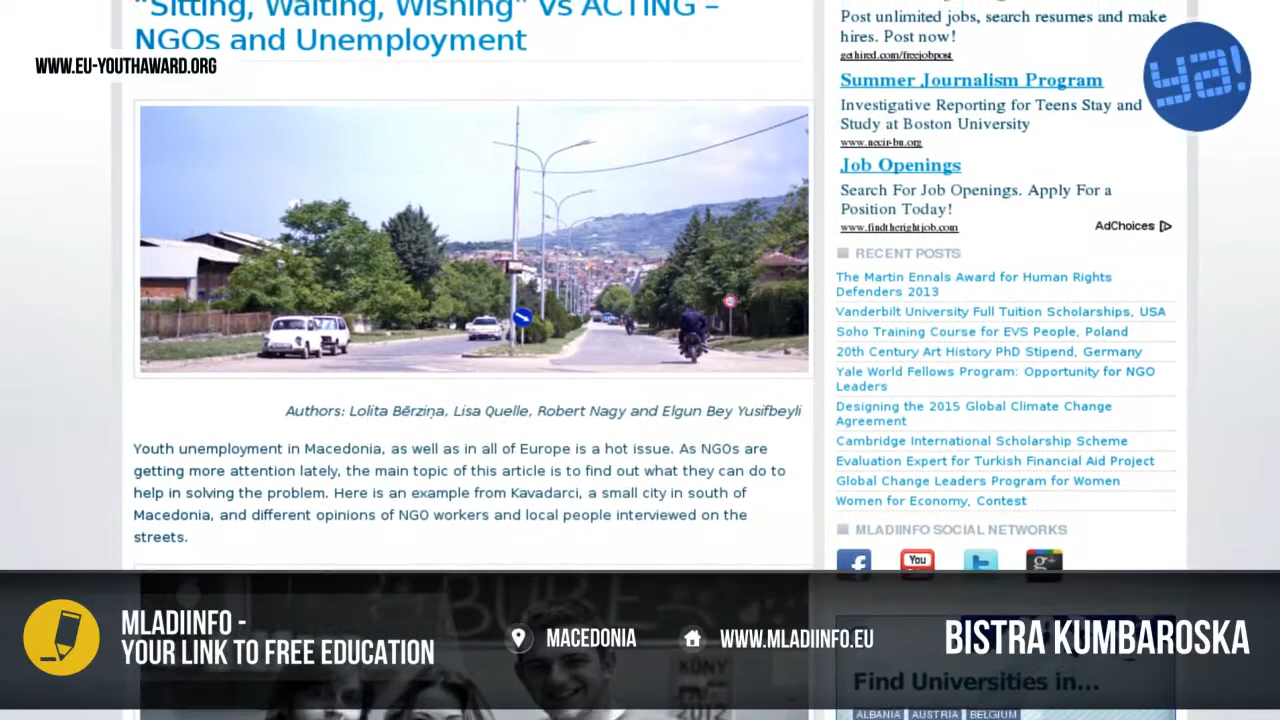 "Sitting, Waiting, Wishing" vs ACTING –
NGOs and Unemployment
WWW.EU-YOUTHAWARD.ORG
Authors: Lolita Bērziņa, Lisa Quelle, Robert Nagy and Elgun Bey Yusifbeyli
Youth unemployment in Macedonia, as well as in all of Europe is a hot issue. As NGOs are
getting more attention lately, the main topic of this article is to find out what they can do to
help in solving the problem. Here is an example from Kavadarci, a small city in south of
Macedonia, and different opinions of NGO workers and local people interviewed on the
streets.
Post unlimited jobs, search resumes and make
hires. Post now!
gethired.com/freejobpost
Summer Journalism Program
Investigative Reporting for Teens Stay and
Study at Boston University
www.necir-bu.org
Job Openings
Search For Job Openings. Apply For a
Position Today!
www.findtherightjob.com
AdChoices
ya!
RECENT POSTS
The Martin Ennals Award for Human Rights
Defenders 2013
Vanderbilt University Full Tuition Scholarships, USA
Soho Training Course for EVS People, Poland
20th Century Art History PhD Stipend, Germany
Yale World Fellows Program: Opportunity for NGO
Leaders
Designing the 2015 Global Climate Change
Agreement
Cambridge International Scholarship Scheme
Evaluation Expert for Turkish Financial Aid Project
Global Change Leaders Program for Women
Women for Economy, Contest
MLADIINFO SOCIAL NETWORKS
f
You
t
g+
MLADIINFO -
YOUR LINK TO FREE EDUCATION
MACEDONIA
WWW.MLADIINFO.EU
BISTRA KUMBAROSKA
Find Universities in...
ALBANIA AUSTRIA BELGIUM